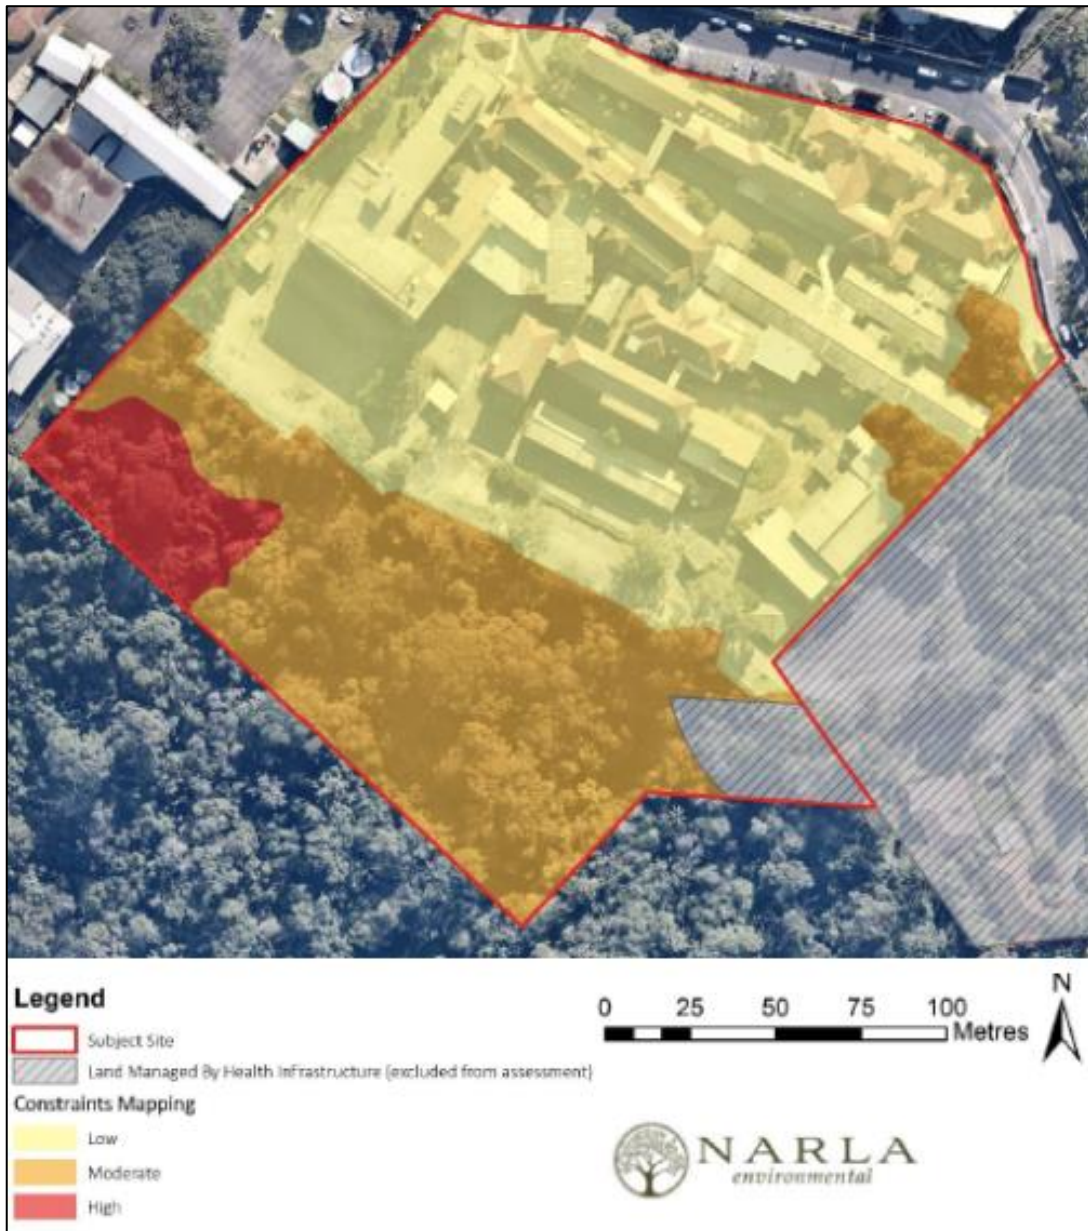 Legend
Subject Site
Land Managed By Health Infrastructure (excluded from assessment)
Constraints Mapping
Low
Moderate
High
0 25 50 75 100
Metres
N
NARLA
environmental